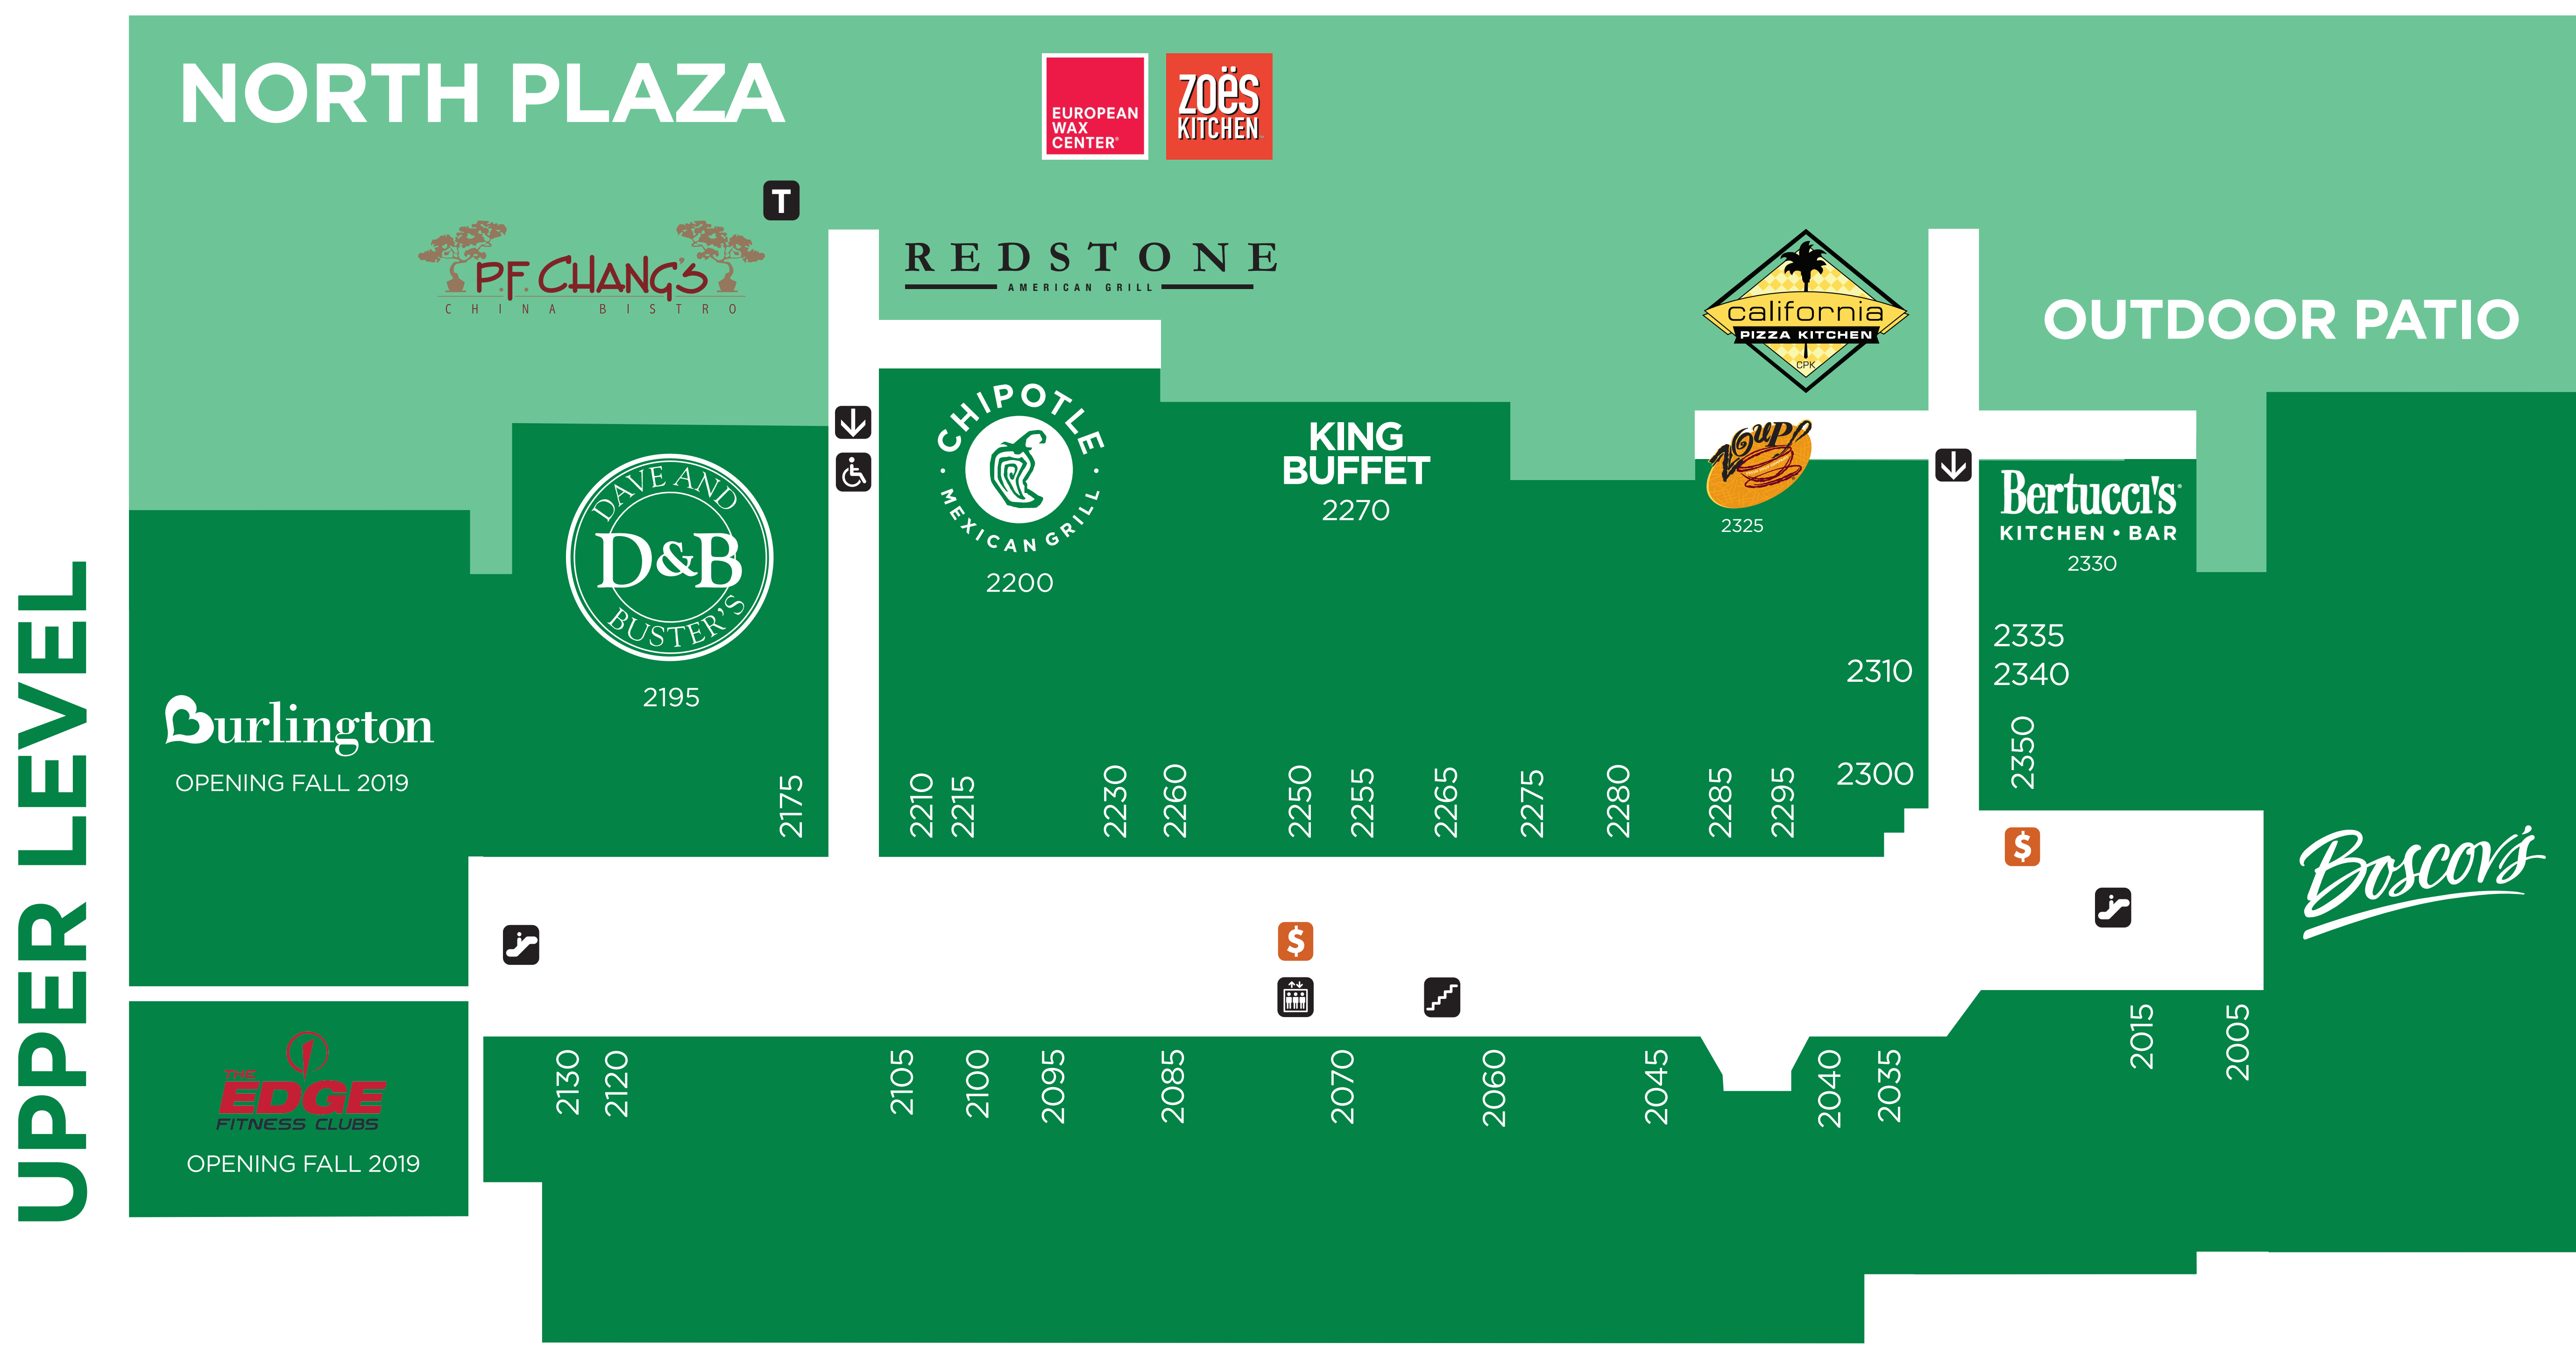 UPPER LEVEL
NORTH PLAZA
EUROPEAN
WAX
CENTER®
ZOËS
KITCHEN
T
P.F. CHANG'S
CHINA BISTRO
REDSTONE
AMERICAN GRILL
california
PIZZA KITCHEN
CPK
OUTDOOR PATIO
DAVE AND
D&B
BUSTER'S
2195
CHIPOTLE
MEXICAN GRILL
2200
KING
BUFFET
2270
ZOUP!
2325
Bertucci's
KITCHEN • BAR
2330
2335
2340
2350
2310
2300
Burlington
OPENING FALL 2019
2175
2210
2215
2230
2260
2250
2255
2265
2275
2280
2285
2295
$
Boscov's
$
THE
EDGE
FITNESS CLUBS
OPENING FALL 2019
2130
2120
2105
2100
2095
2085
2070
2060
2045
2040
2035
2015
2005